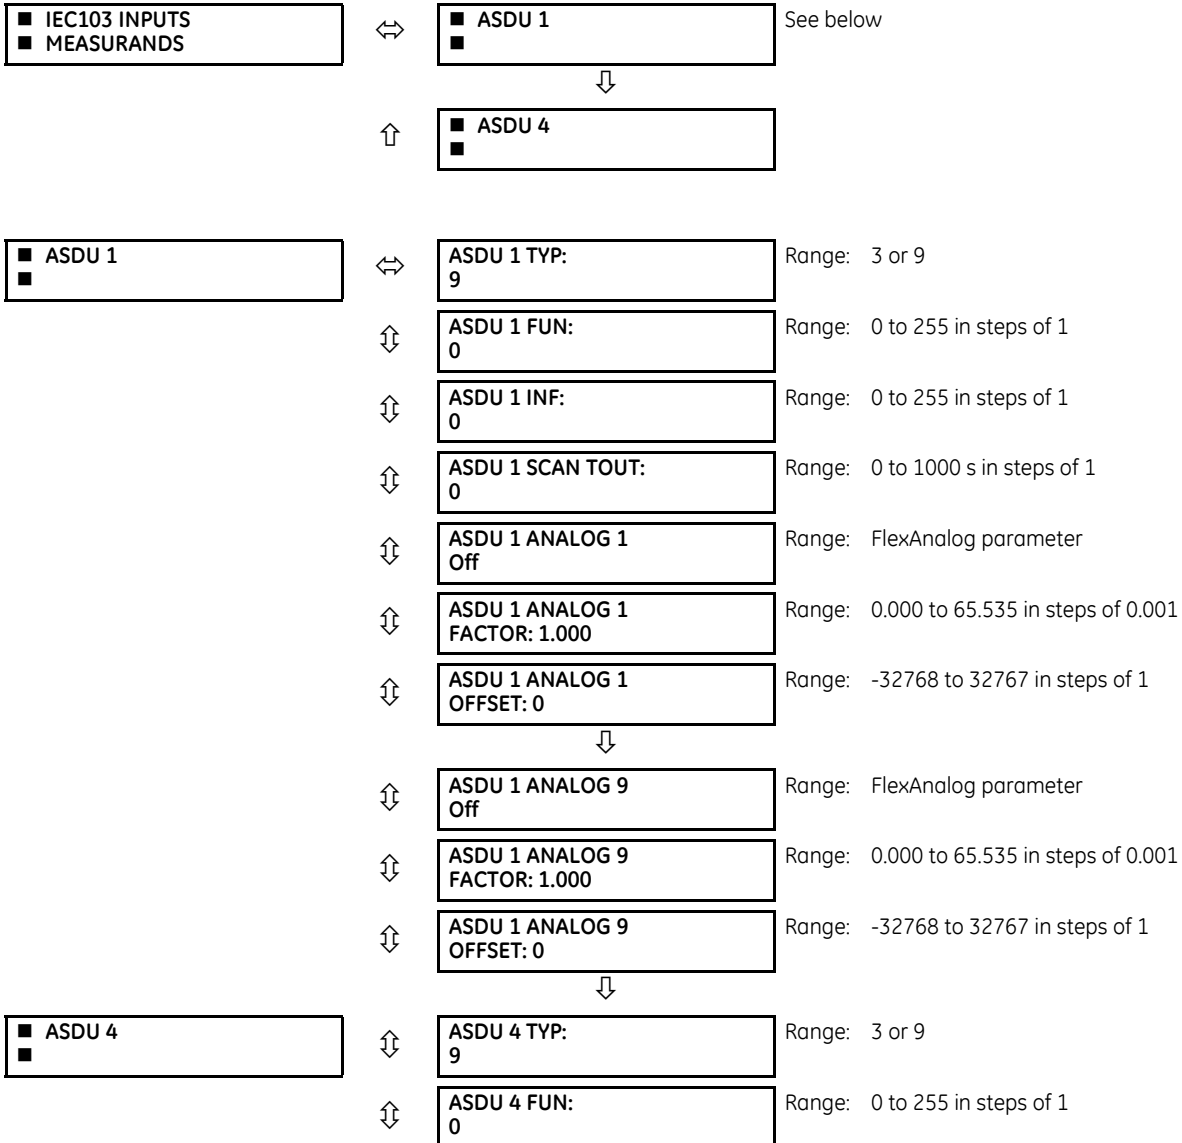 ■ IEC103 INPUTS
■ MEASURANDS
■ ASDU 1
■
See below
■ ASDU 4
■
■ ASDU 1
■
ASDU 1 TYP:
9
Range: 3 or 9
ASDU 1 FUN:
0
Range: 0 to 255 in steps of 1
ASDU 1 INF:
0
Range: 0 to 255 in steps of 1
ASDU 1 SCAN TOUT:
0
Range: 0 to 1000 s in steps of 1
ASDU 1 ANALOG 1
Off
Range: FlexAnalog parameter
ASDU 1 ANALOG 1
FACTOR: 1.000
Range: 0.000 to 65.535 in steps of 0.001
ASDU 1 ANALOG 1
OFFSET: 0
Range: -32768 to 32767 in steps of 1
ASDU 1 ANALOG 9
Off
Range: FlexAnalog parameter
ASDU 1 ANALOG 9
FACTOR: 1.000
Range: 0.000 to 65.535 in steps of 0.001
ASDU 1 ANALOG 9
OFFSET: 0
Range: -32768 to 32767 in steps of 1
■ ASDU 4
■
ASDU 4 TYP:
9
Range: 3 or 9
ASDU 4 FUN:
0
Range: 0 to 255 in steps of 1